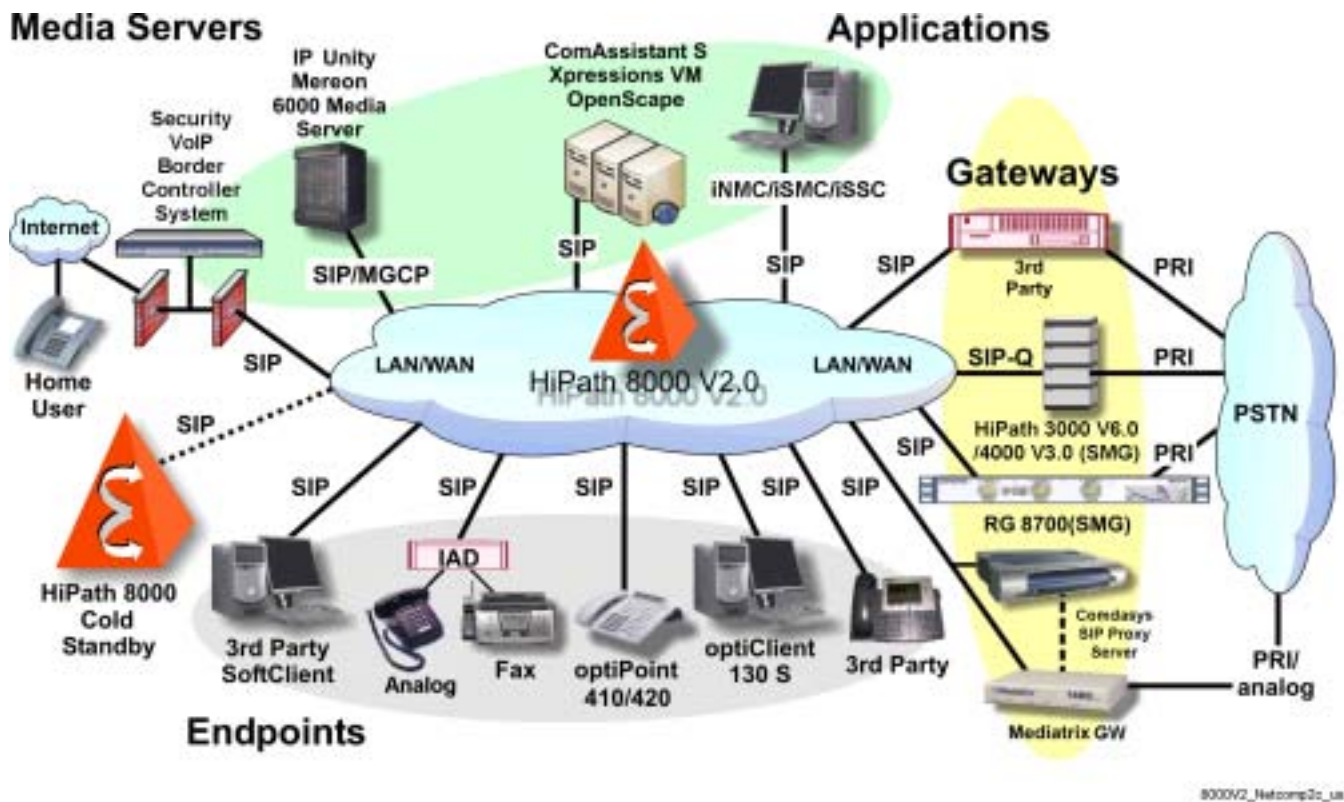 Media Servers
Applications
IP Unity
Mereon
6000 Media
Server
ComAssistant S
Xpressions VM
OpenScape
Security
VoIP
Border
Controller
System
Internet
iNMC/iSMC/iSSC
Gateways
SIP/MGCP
SIP
SIP
SIP
3rd
Party
PRI
Home
User
SIP
LAN/WAN
HiPath 8000 V2.0
LAN/WAN
SIP-Q
PRI
PSTN
SIP
HiPath 3000 V6.0
/4000 V3.0 (SMG)
SIP
PRI
RG 8700(SMG)
SIP
SIP
SIP
SIP
SIP
IAD
HiPath 8000
Cold
Standby
3rd Party
SoftClient
Analog
Fax
optiPoint
410/420
optiClient
130 S
3rd Party
Comdasys
SIP Proxy
Server
PRI/
analog
Mediatrix GW
Endpoints
8000V2_Netcomp2c_us